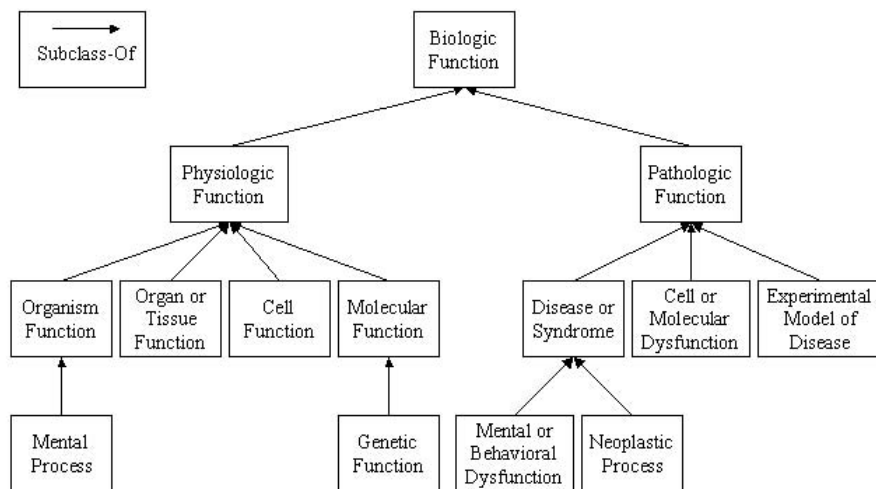 Subclass-Of
Biologic
Function
Physiologic
Function
Pathologic
Function
Organism
Function
Organ or
Tissue
Function
Cell
Function
Molecular
Function
Disease or
Syndrome
Cell or
Molecular
Dysfunction
Experimental
Model of
Disease
Mental
Process
Genetic
Function
Mental or
Behavioral
Dysfunction
Neoplastic
Process